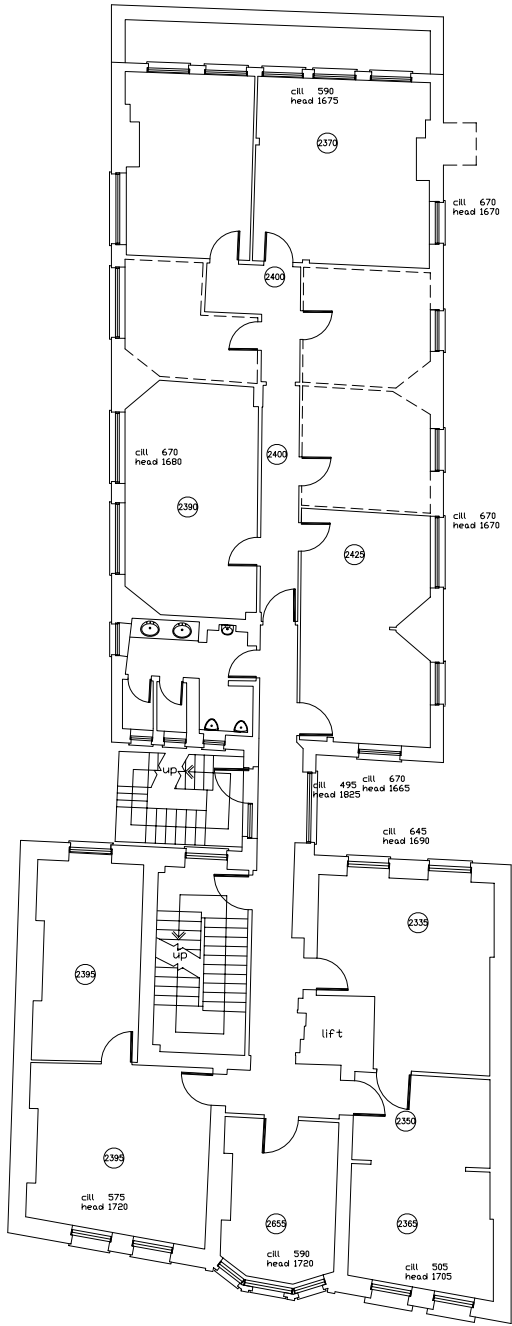 cill 590
head 1675
2370
cill 670
head 1670
2400
cill 670
head 1680
2400
2390
cill 670
head 1670
2425
up
cill 495
head 1825
cill 670
head 1665
cill 645
head 1690
2335
up
2395
lift
2350
2395
cill 575
head 1720
2655
cill 590
head 1720
2365
cill 505
head 1705